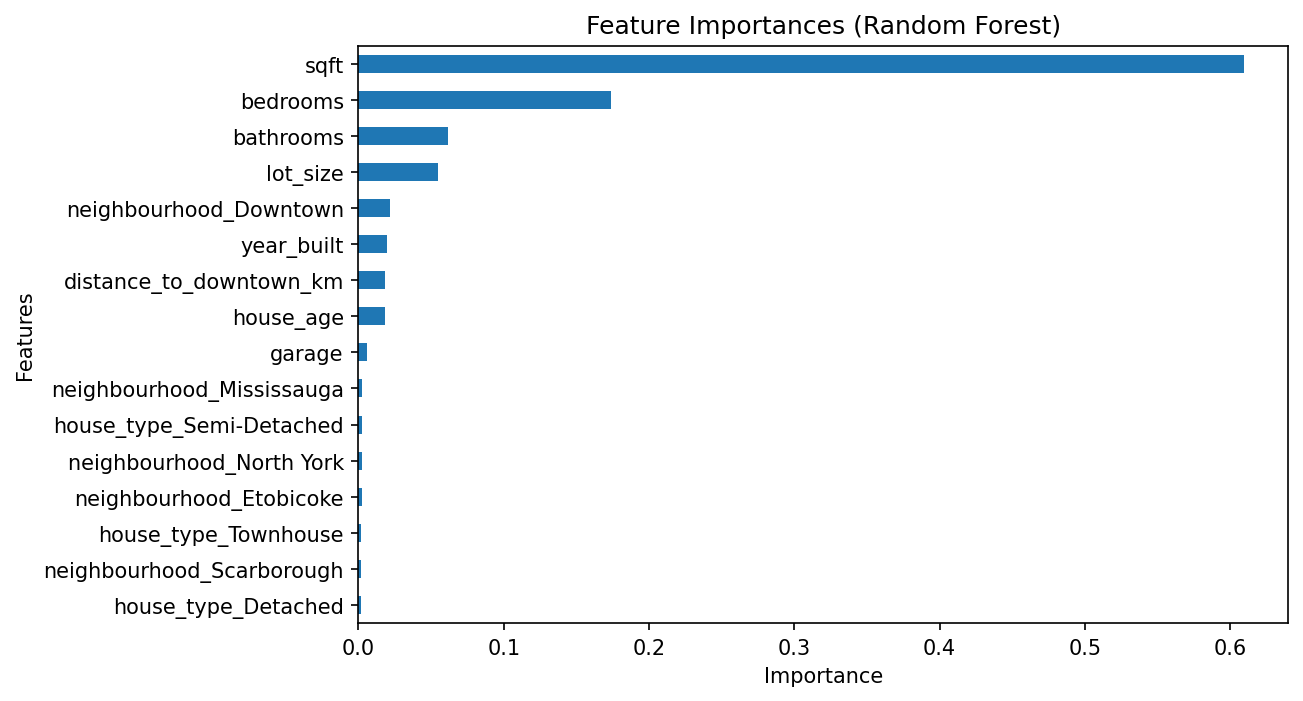 Feature Importances (Random Forest)
sqft
bedrooms
bathrooms
lot_size
neighbourhood_Downtown
year_built
distance_to_downtown_km
house_age
garage
neighbourhood_Mississauga
house_type_Semi-Detached
neighbourhood_North York
neighbourhood_Etobicoke
house_type_Townhouse
neighbourhood_Scarborough
house_type_Detached
Features
0.0 0.1 0.2 0.3 0.4 0.5 0.6
Importance